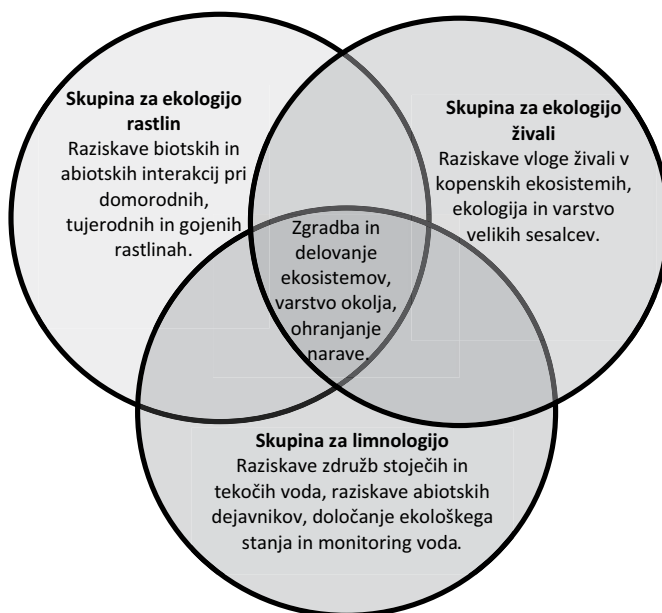 Skupina za ekologijo
rastlin
Raziskave biotskih in
abiotskih interakcij pri
domorodnih,
tujerodnih in gojenih
rastlinah.
Skupina za ekologijo
živali
Raziskave vloge živali v
kopenskih ekosistemih,
ekologija in varstvo
velikih sesalcev.
Zgradba in
delovanje
ekosistemov,
varstvo okolja,
ohranjanje
narave.
Skupina za limnologijo
Raziskave združb stoječih in
tekočih voda, raziskave abiotskih
dejavnikov, določanje ekološkega
stanja in monitoring voda.